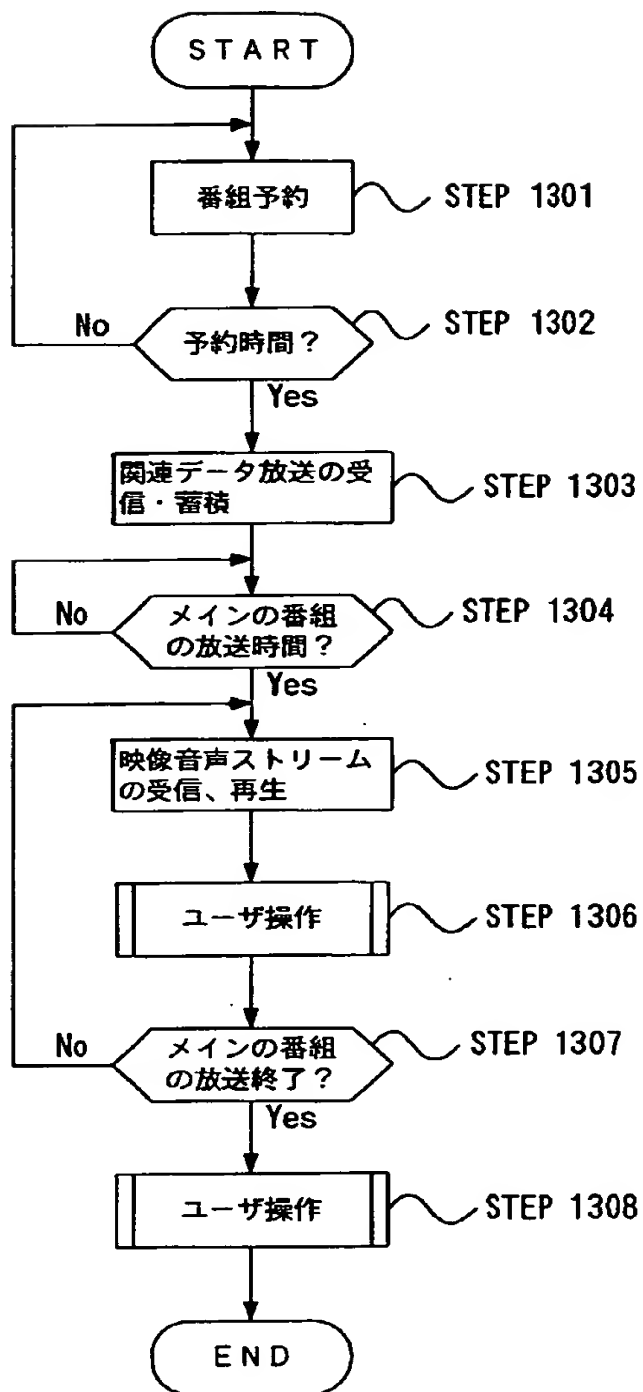 START
番組予約
STEP 1301
予約時間？
STEP 1302
No
Yes
関連データ放送の受
信・蓄積
STEP 1303
メインの番組
の放送時間？
STEP 1304
No
Yes
映像音声ストリーム
の受信、再生
STEP 1305
ユーザ操作
STEP 1306
メインの番組
の放送終了？
STEP 1307
No
Yes
ユーザ操作
STEP 1308
END